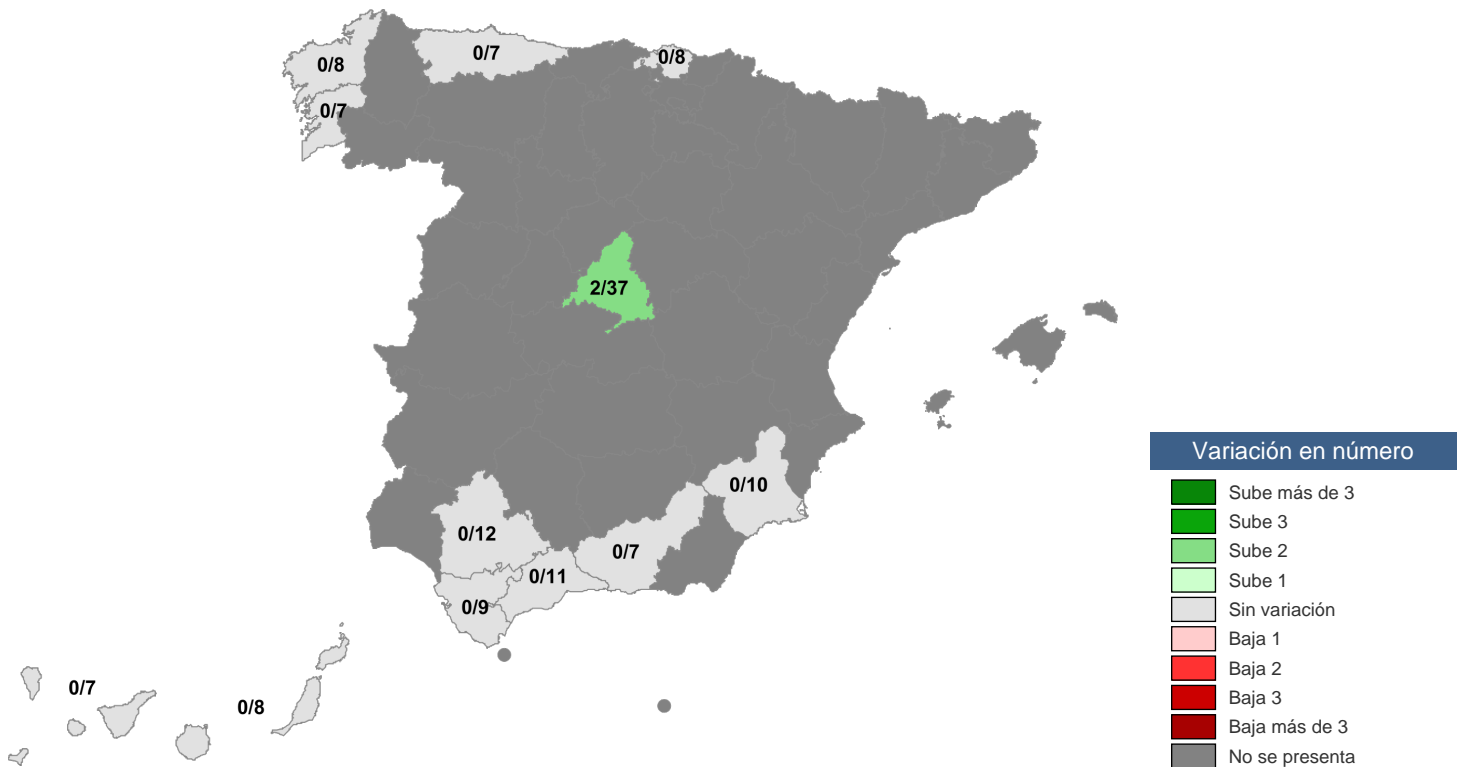 0/8
0/7
0/8
0/7
2/37
0/10
0/12
0/7
0/11
0/9
0/7
0/8
Variación en número
Sube más de 3
Sube 3
Sube 2
Sube 1
Sin variación
Baja 1
Baja 2
Baja 3
Baja más de 3
No se presenta